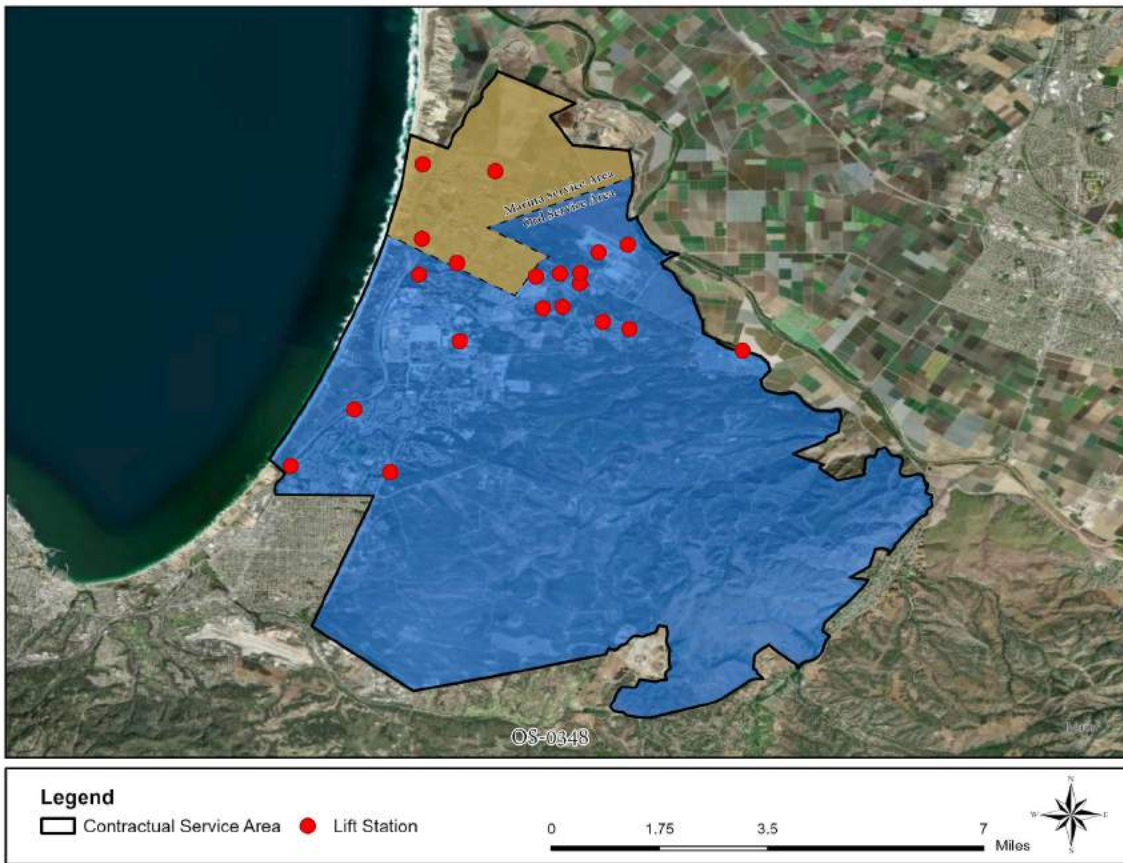 Marina Service Area
Ord Service Area
OS-0348
Legend
Contractual Service Area
Lift Station
0
1.75
3.5
7
Miles
N
W
E
S